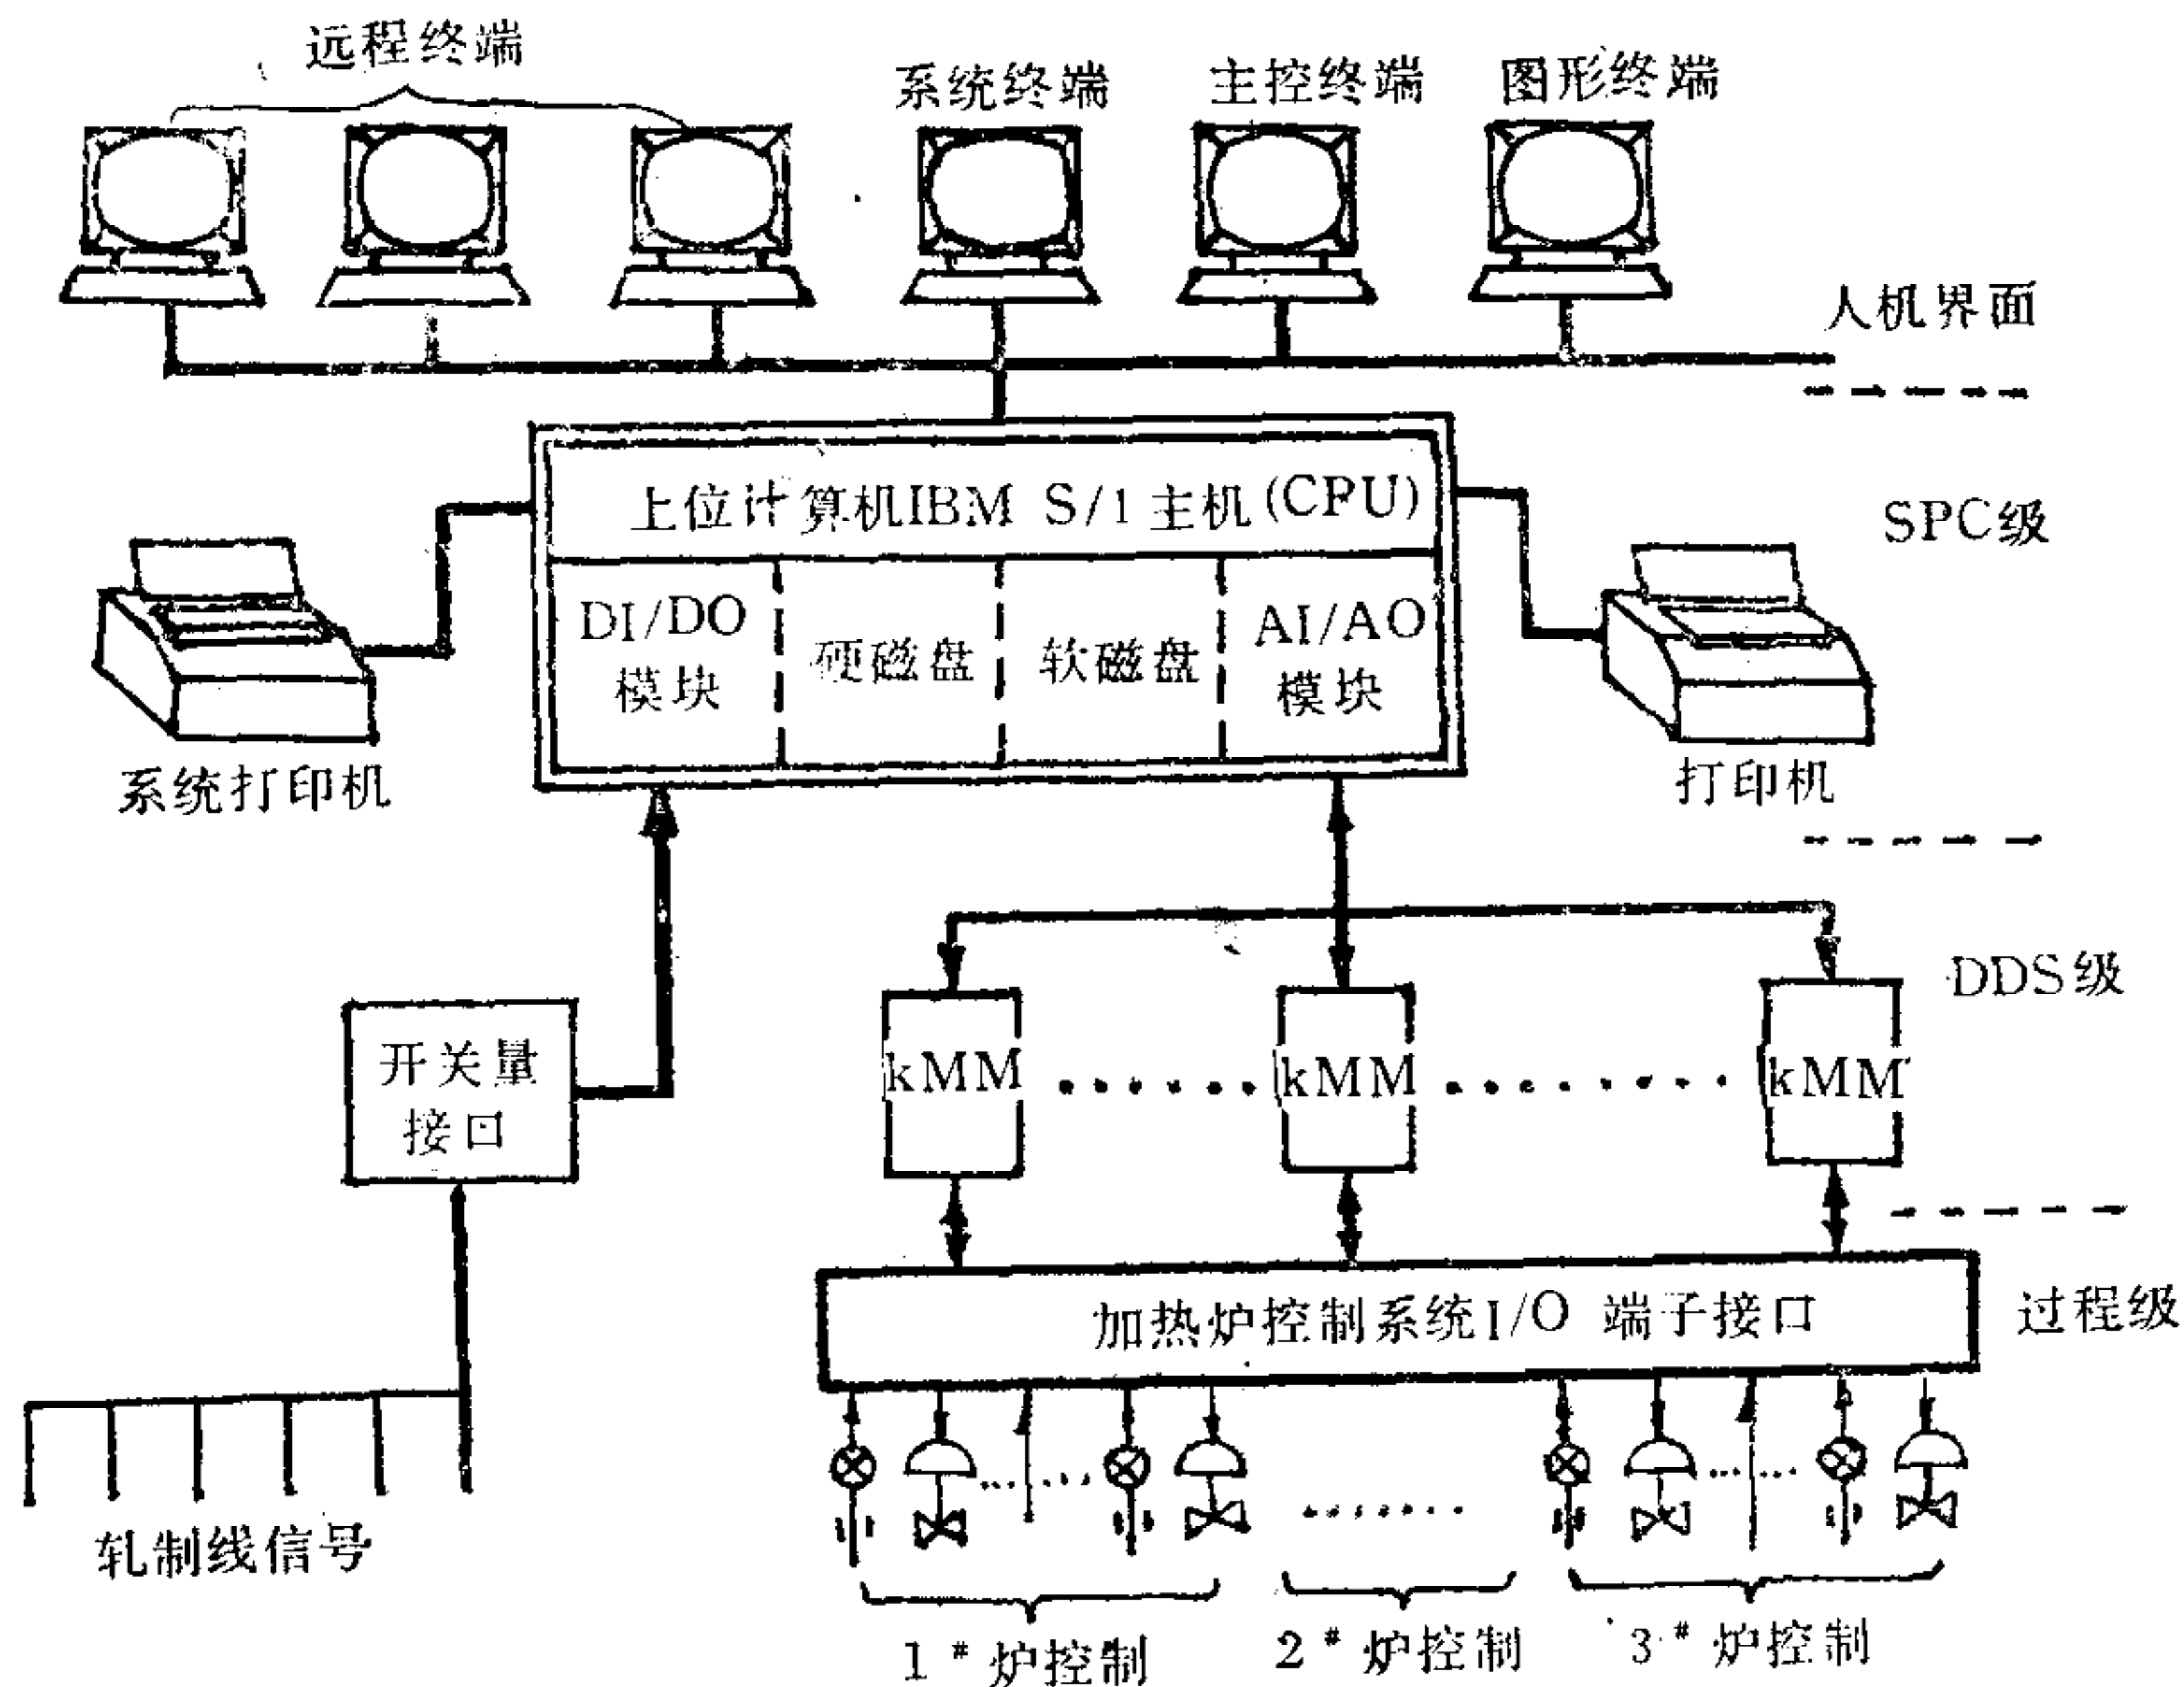 远程终端
系统终端
主控终端
图形终端
人机界面
上位计算机IBM S/1主机(CPU)
SPC级
DI/DO
模块
硬磁盘
软磁盘
AI/AO
模块
系统打印机
打印机
DDS级
开关量
接口
kMM
kMM
kMM
加热炉控制系统I/O 端子接口
过程级
轧制线信号
1#炉控制
2#炉控制
3#炉控制